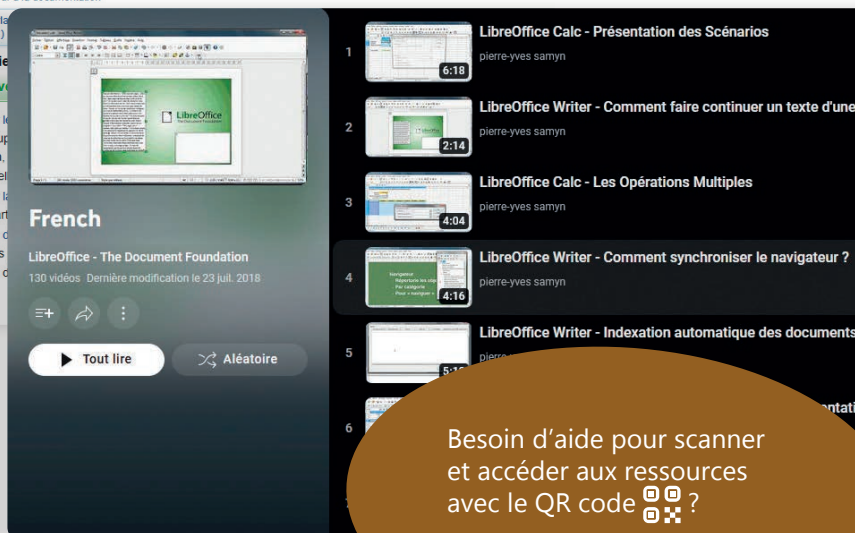 French
LibreOffice - The Document Foundation
130 vidéos Dernière modification le 23 juil. 2018
Tout lire
Aléatoire
LibreOffice
1
6:18
LibreOffice Calc - Présentation des Scénarios
pierre-yves samyn
2
2:14
LibreOffice Writer - Comment faire continuer un texte d'une
pierre-yves samyn
3
4:04
LibreOffice Calc - Les Opérations Multiples
pierre-yves samyn
4
Navigateur
4:16
LibreOffice Writer - Comment synchroniser le navigateur ?
pierre-yves samyn
5
LibreOffice Writer - Indexation automatique des documents
6
Besoin d'aide pour scanner
et accéder aux ressources
avec le QR code ?